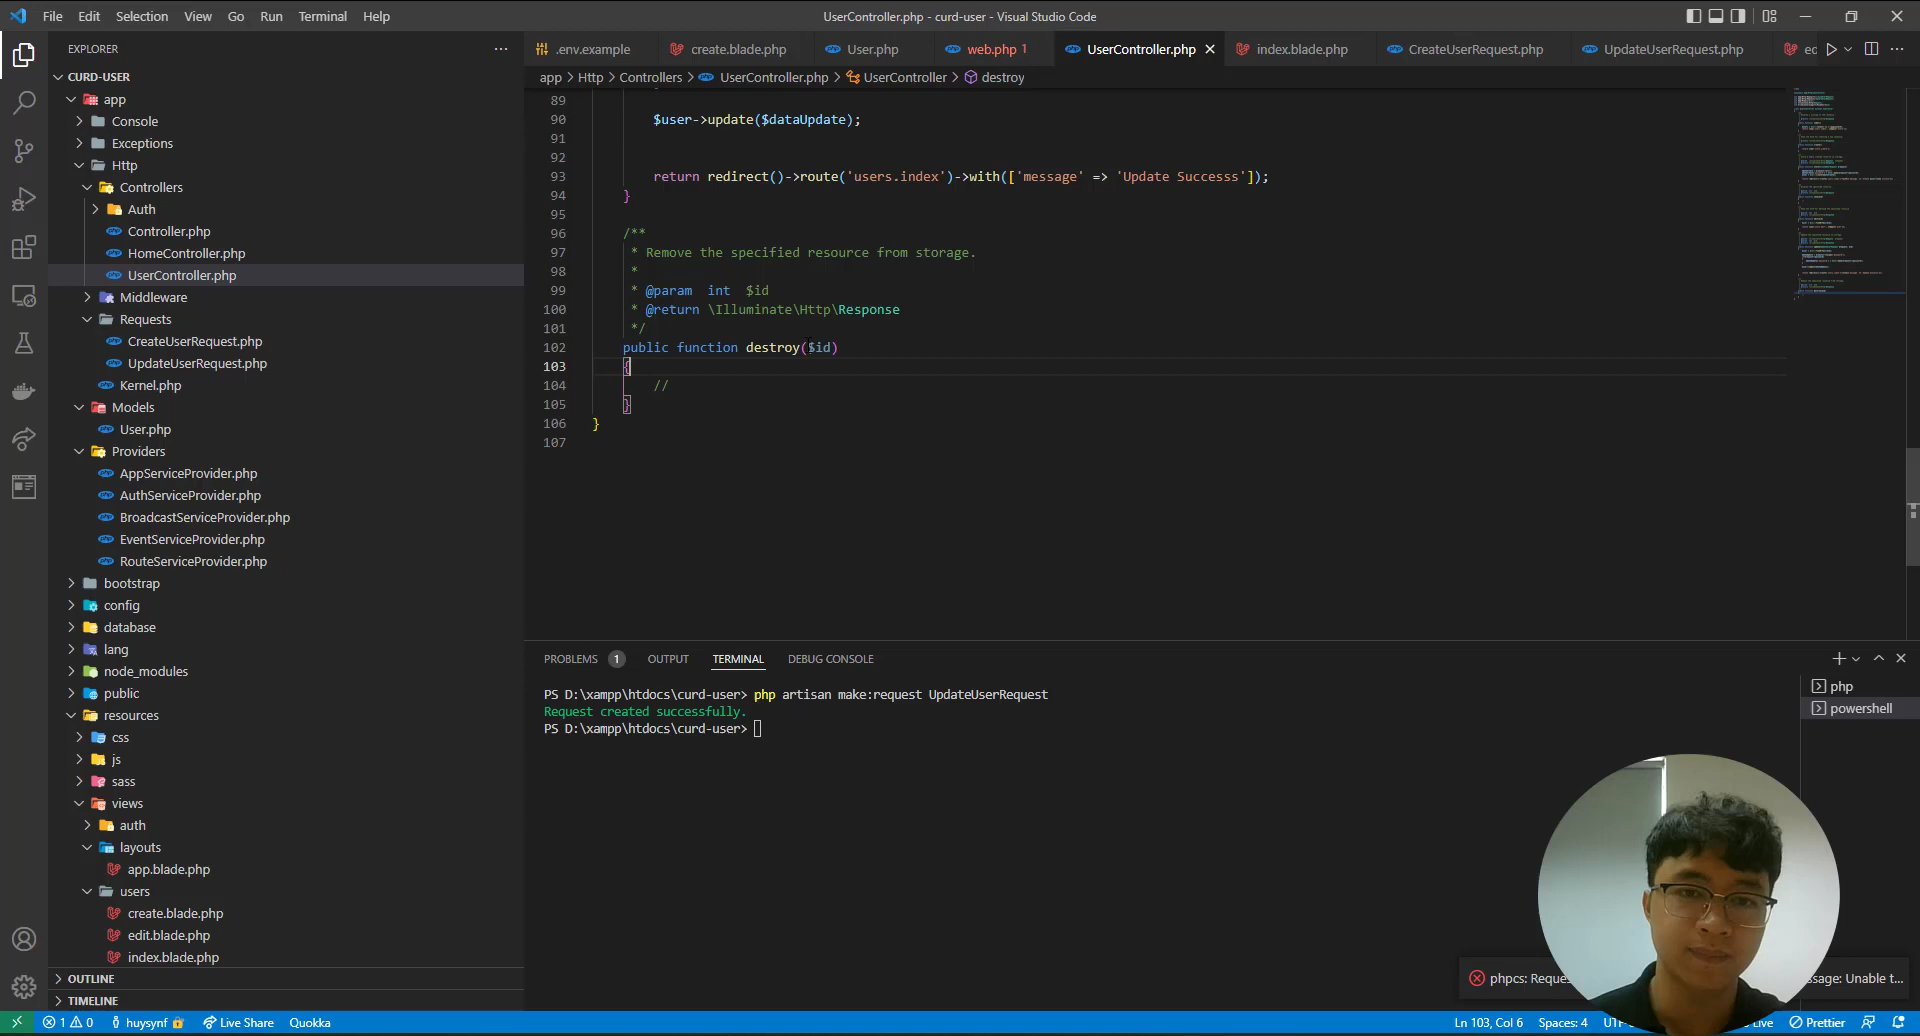 File Edit Selection View Go Run Terminal Help
UserController.php - curd-user - Visual Studio Code
EXPLORER
.env.example
create.blade.php
User.php
web.php 1
UserController.php
index.blade.php
CreateUserRequest.php
UpdateUserRequest.php
app > Http > Controllers > UserController.php > UserController > destroy
CURD-USER
app
Console
Exceptions
Http
Controllers
Auth
Controller.php
HomeController.php
UserController.php
Middleware
Requests
CreateUserRequest.php
UpdateUserRequest.php
Kernel.php
Models
User.php
Providers
AppServiceProvider.php
AuthServiceProvider.php
BroadcastServiceProvider.php
EventServiceProvider.php
RouteServiceProvider.php
bootstrap
config
database
lang
node_modules
public
resources
css
js
sass
views
auth
layouts
app.blade.php
users
create.blade.php
edit.blade.php
index.blade.php
OUTLINE
TIMELINE
89
90 $user->update($dataUpdate);
91
92
93 return redirect()->route('users.index')->with(['message' => 'Update Successs']);
94 }
95
96 /**
97 * Remove the specified resource from storage.
98 *
99 * @param int $id
100 * @return \Illuminate\Http\Response
101 */
102 public function destroy($id)
103 {
104 //
105 }
106 }
107
PROBLEMS 1 OUTPUT TERMINAL DEBUG CONSOLE
PS D:\xampp\htdocs\curd-user> php artisan make:request UpdateUserRequest
Request created successfully.
PS D:\xampp\htdocs\curd-user>
php
powershell
phpcs: Reque
ssage: Unable t...
1 0 huysynf Live Share Quokka
Ln 103, Col 6 Spaces: 4 Live Prettier